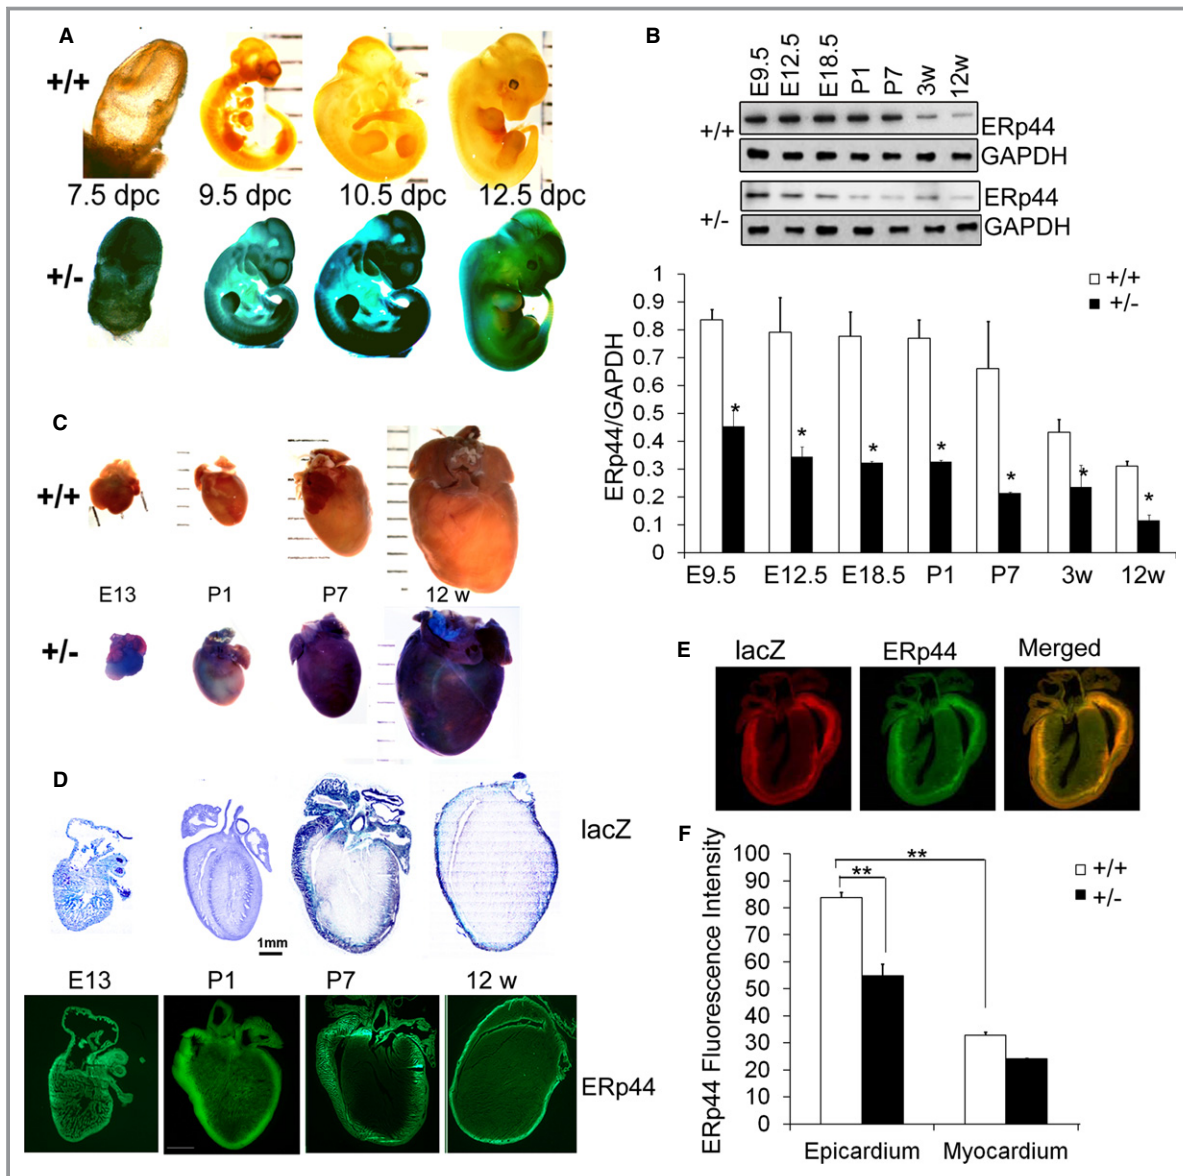 A
+/+
7.5 dpc 9.5 dpc 10.5 dpc 12.5 dpc
+/-
B
E9.5 E12.5 E18.5 P1 P7 3w 12w
+/+
ERp44
GAPDH
+/-
ERp44
GAPDH
+/+
+/-
ERp44/GAPDH
1
0.9
0.8
0.7
0.6
0.5
0.4
0.3
0.2
0.1
0
* * * * * * *
E9.5 E12.5 E18.5 P1 P7 3w 12w
C
+/+
E13 P1 P7 12 w
+/-
D
lacZ
1mm
E13 P1 P7 12 w
ERp44
E
lacZ ERp44 Merged
F
ERp44 Fluorescence Intensity
100
90
80
70
60
50
40
30
20
10
0
**
**
+/+
+/-
Epicardium Myocardium